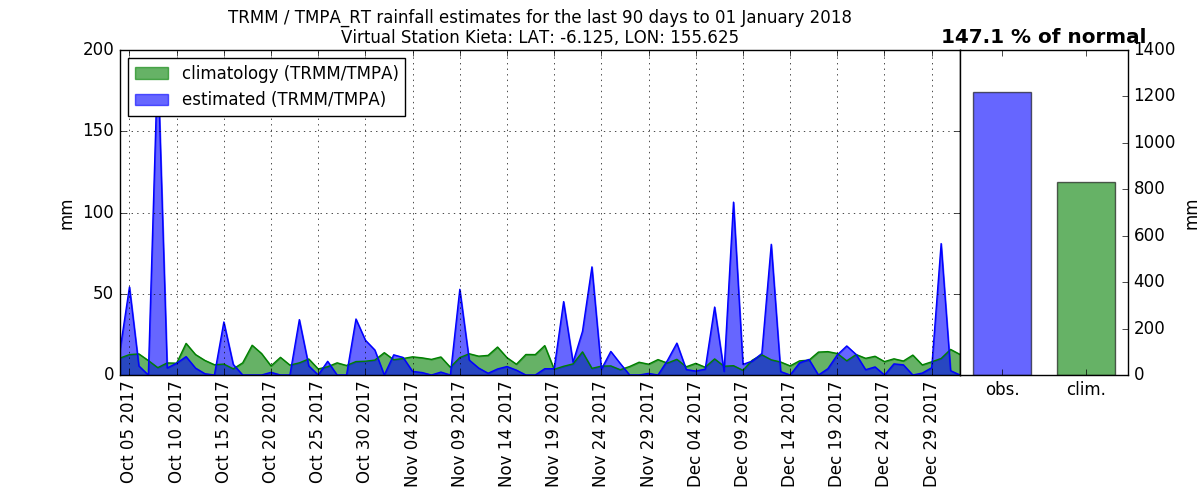 TRMM / TMPA_RT rainfall estimates for the last 90 days to 01 January 2018
Virtual Station Kieta: LAT: -6.125, LON: 155.625
147.1 % of normal
climatology (TRMM/TMPA)
estimated (TRMM/TMPA)
200
150
100
50
0
mm
1400
1200
1000
800
600
400
200
0
mm
Oct 05 2017
Oct 10 2017
Oct 15 2017
Oct 20 2017
Oct 25 2017
Oct 30 2017
Nov 04 2017
Nov 09 2017
Nov 14 2017
Nov 19 2017
Nov 24 2017
Nov 29 2017
Dec 04 2017
Dec 09 2017
Dec 14 2017
Dec 19 2017
Dec 24 2017
Dec 29 2017
obs.
clim.